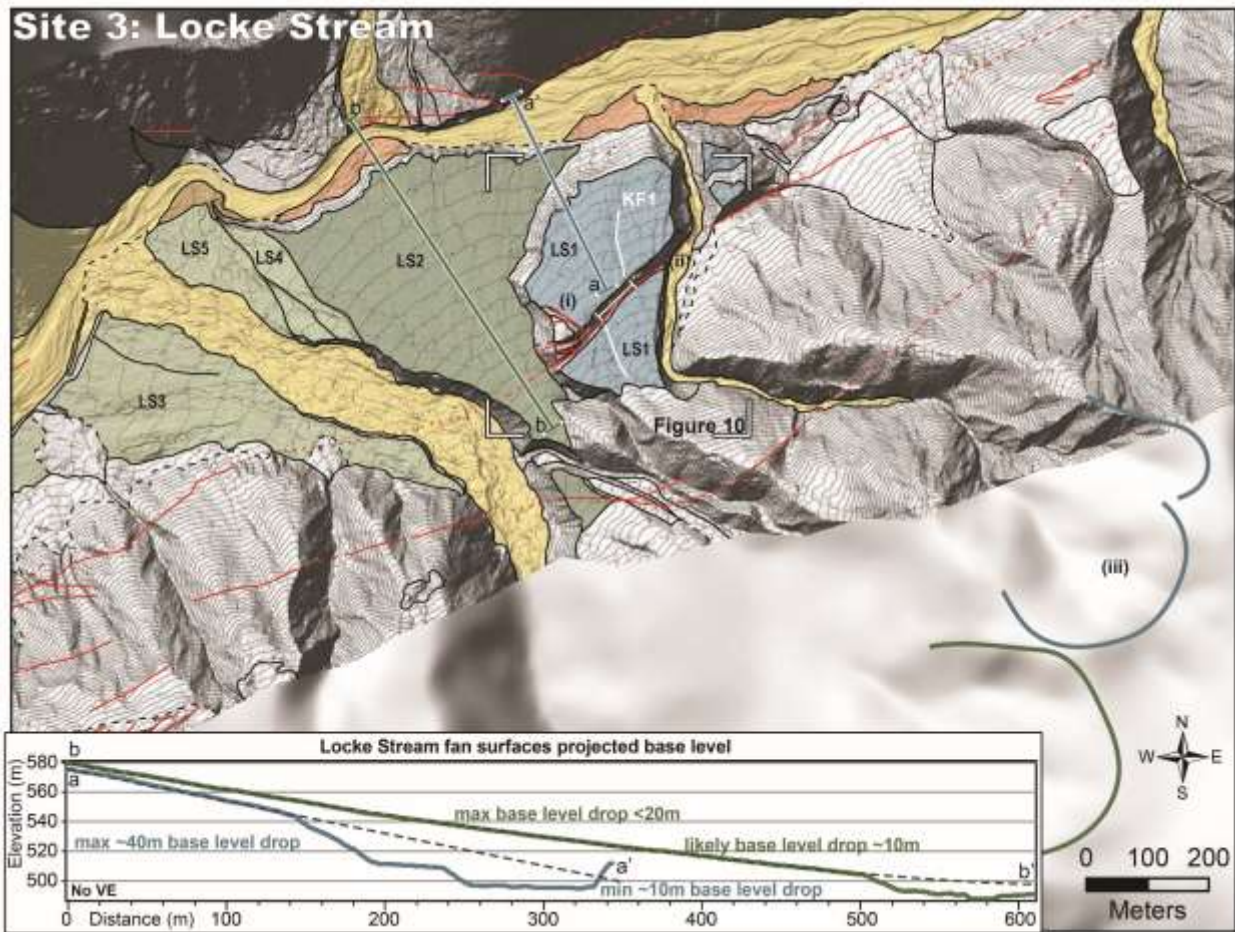 Site 3: Locke Stream
b'
a'
KF1
LS5
LS4
LS2
LS1
(ii)
a
(i)
LS1
LS3
b
Figure 10
(iii)
N
W E
S
0 100 200
Meters
Locke Stream fan surfaces projected base level
b
a
Elevation (m)
580
560
540
520
500
max base level drop <20m
max ~40m base level drop
likely base level drop ~10m
a'
b'
min ~10m base level drop
No VE
0 Distance (m) 100 200 300 400 500 600